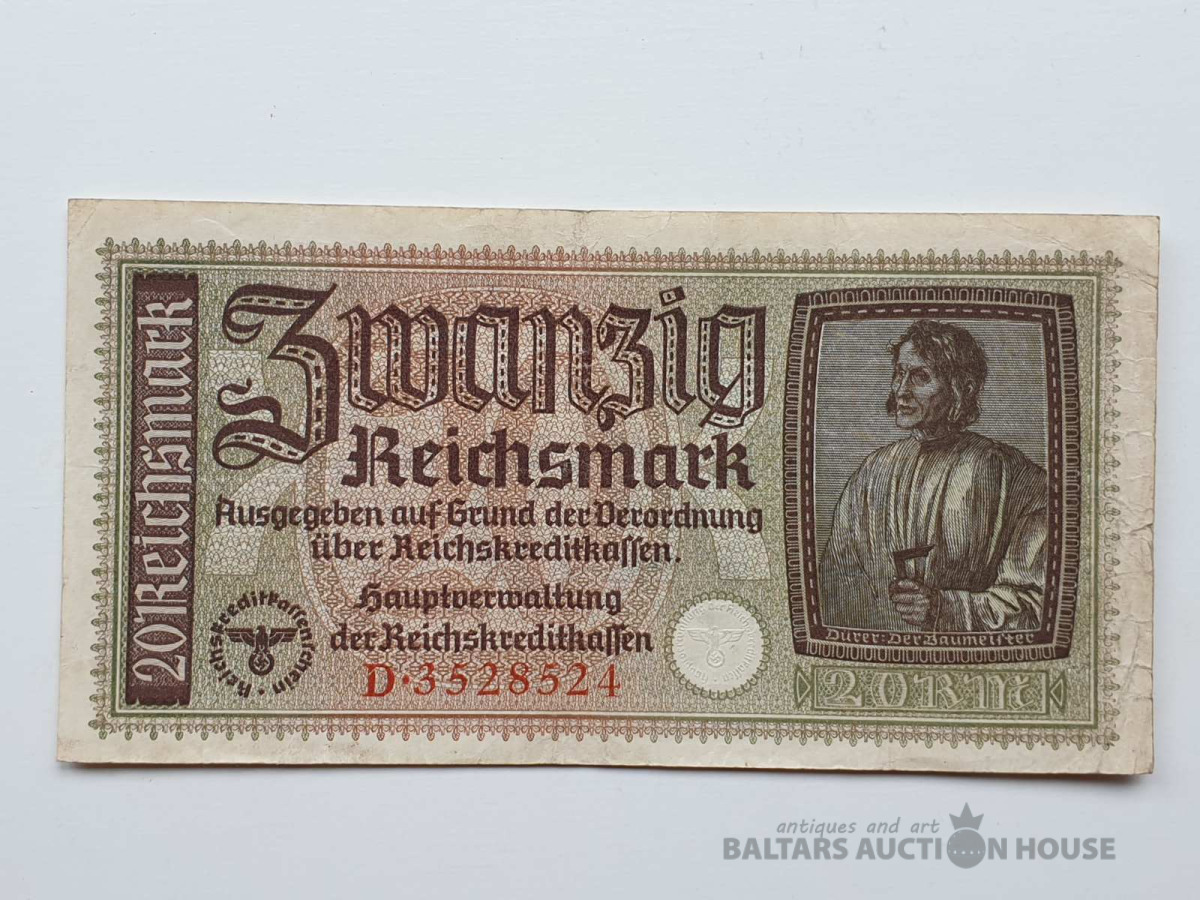 20 Reichsmark
Zwanzig
Reichsmark
Ausgegeben auf Grund der Verordnung
über Reichskreditkassen.
Hauptverwaltung
der Reichskreditkassen
Reichskreditkassenschein
D·3528524
Dürer: Der Baumeister
20 RM
antiques and art
BALTARS AUCTION HOUSE